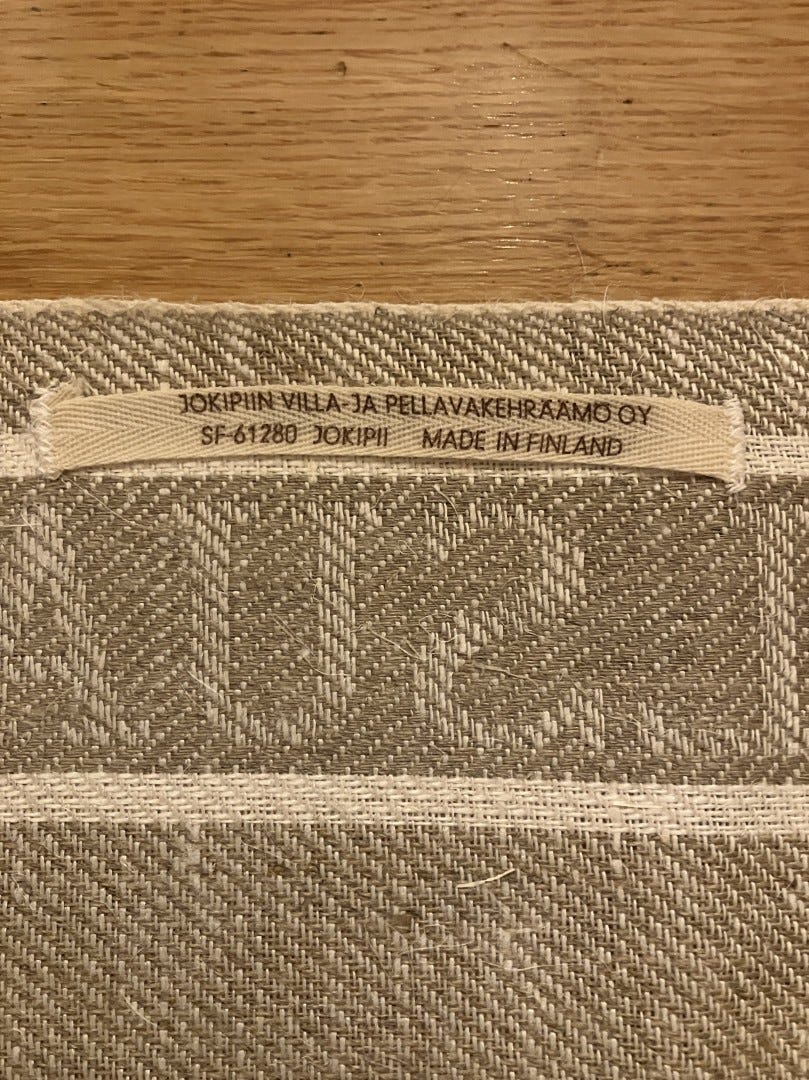 JOKIPIIN VILLA-JA PELLAVAKEHRÄÄMÖ OY
SF-61280 JOKIPII MADE IN FINLAND